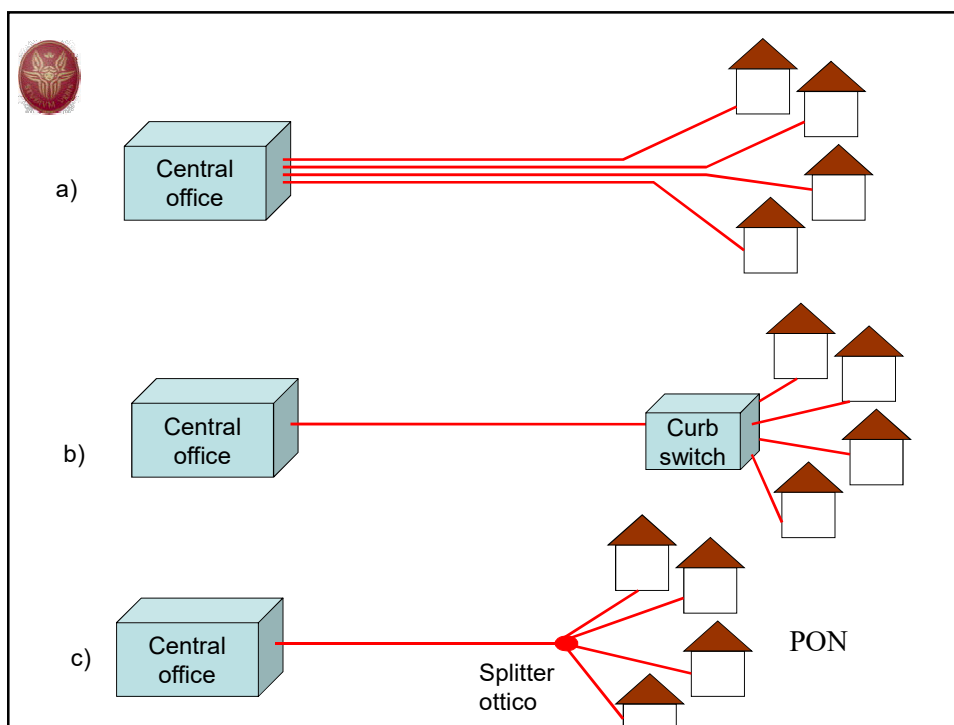 Central
office
a)
Central
office
Curb
switch
b)
Central
office
c)
Splitter
ottico
PON